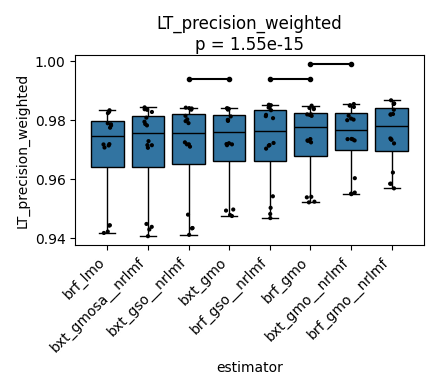 LT_precision_weighted
p = 1.55e-15
1.00
0.98
0.96
0.94
LT_precision_weighted
brf_lmo
bxt_gmosa__nrlmf
bxt_gso__nrlmf
bxt_gmo
brf_gso__nrlmf
brf_gmo
bxt_gmo__nrlmf
brf_gmo__nrlmf
estimator